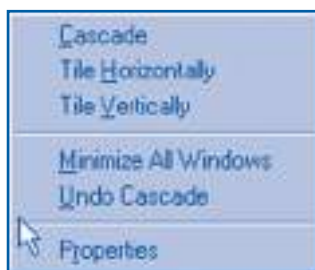 Cascade
Tile Horizontally
Tile Vertically
Minimize All Windows
Undo Cascade
Properties